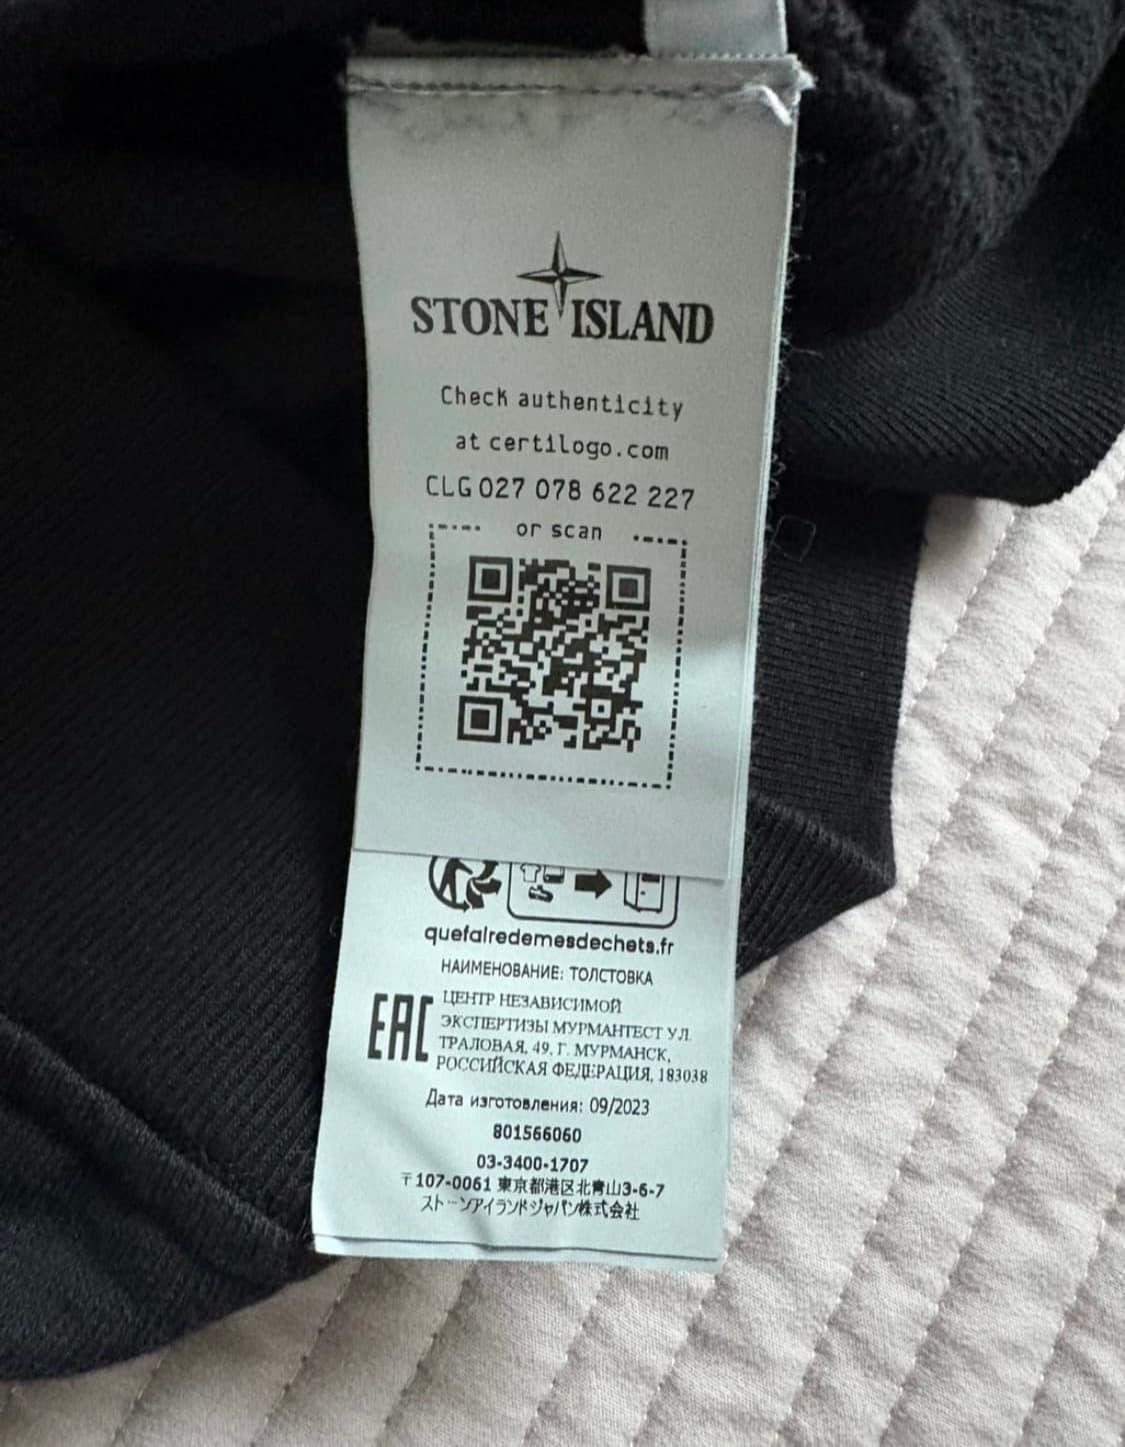 STONE ISLAND
Check authenticity
at certilogo.com
CLG 027 078 622 227
or scan
quefairedemesdechets.fr
НАИМЕНОВАНИЕ: ТОЛСТОВКА
EAC
ЦЕНТР НЕЗАВИСИМОЙ
ЭКСПЕРТИЗЫ МУРМАНТЕСТ УЛ.
ТРАЛОВАЯ, 49, Г. МУРМАНСК,
РОССИЙСКАЯ ФЕДЕРАЦИЯ, 183038
Дата изготовления: 09/2023
801566060
03-3400-1707
〒107-0061 東京都港区北青山3-6-7
ストーンアイランドジャパン株式会社